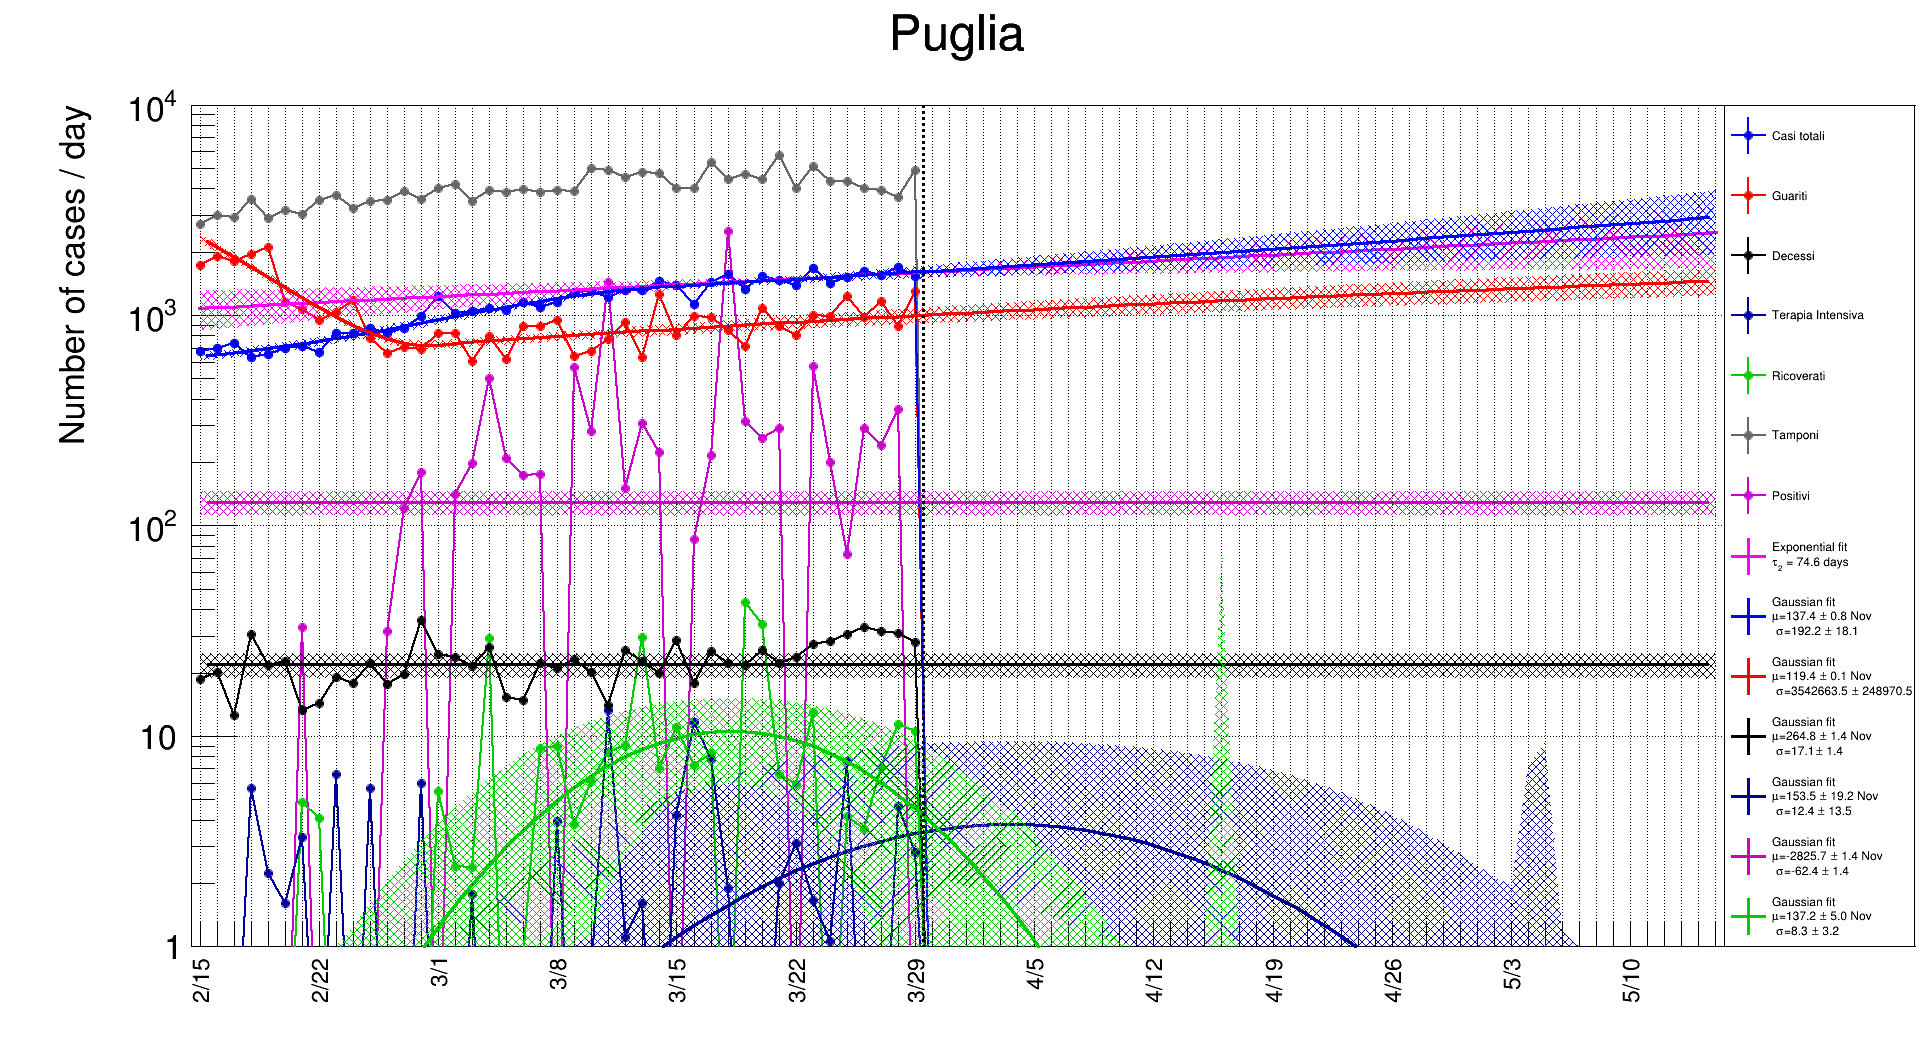 Puglia
Number of cases / day
10^4
10^3
10^2
10
1
2/15
2/22
3/1
3/8
3/15
3/22
3/29
4/5
4/12
4/19
4/26
5/3
5/10
Casi totali
Guariti
Decessi
Terapia Intensiva
Ricoverati
Tamponi
Positivi
Exponential fit
τ_2 = 74.6 days
Gaussian fit
μ=137.4 ± 0.8 Nov
σ=192.2 ± 18.1
Gaussian fit
μ=119.4 ± 0.1 Nov
σ=3542663.5 ± 248970.5
Gaussian fit
μ=264.8 ± 1.4 Nov
σ=17.1± 1.4
Gaussian fit
μ=153.5 ± 19.2 Nov
σ=12.4 ± 13.5
Gaussian fit
μ=-2825.7 ± 1.4 Nov
σ=-62.4 ± 1.4
Gaussian fit
μ=137.2 ± 5.0 Nov
σ=8.3 ± 3.2